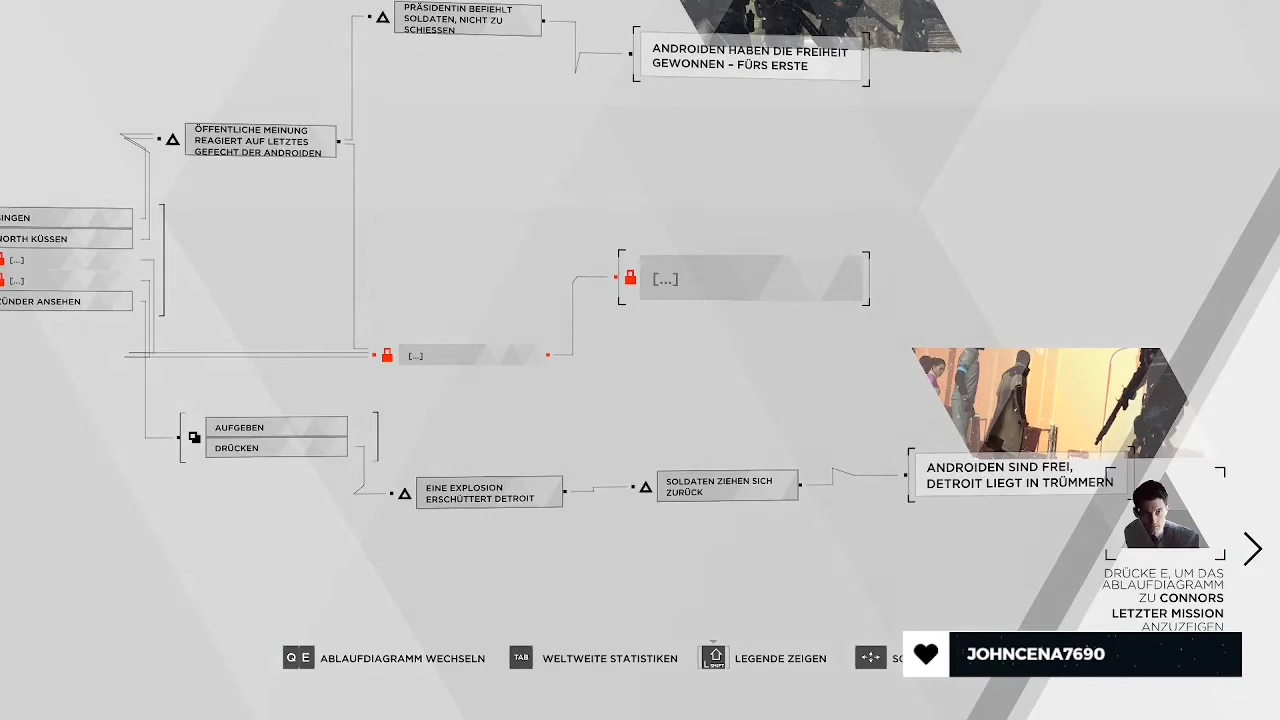 PRÄSIDENTIN BEFIEHLT
SOLDATEN, NICHT ZU
SCHIESSEN
ANDROIDEN HABEN DIE FREIHEIT
GEWONNEN – FÜRS ERSTE
ÖFFENTLICHE MEINUNG
REAGIERT AUF LETZTES
GEFECHT DER ANDROIDEN
SINGEN
NORTH KÜSSEN
[...]
[...]
ZÜNDER ANSEHEN
[...]
[...]
AUFGEBEN
DRÜCKEN
EINE EXPLOSION
ERSCHÜTTERT DETROIT
SOLDATEN ZIEHEN SICH
ZURÜCK
ANDROIDEN SIND FREI,
DETROIT LIEGT IN TRÜMMERN
DRÜCKE E, UM DAS
ABLAUFDIAGRAMM
ZU CONNORS
LETZTER MISSION
ANZUZEIGEN
Q E ABLAUFDIAGRAMM WECHSELN
TAB WELTWEITE STATISTIKEN
L SHIFT LEGENDE ZEIGEN
JOHNCENA7690